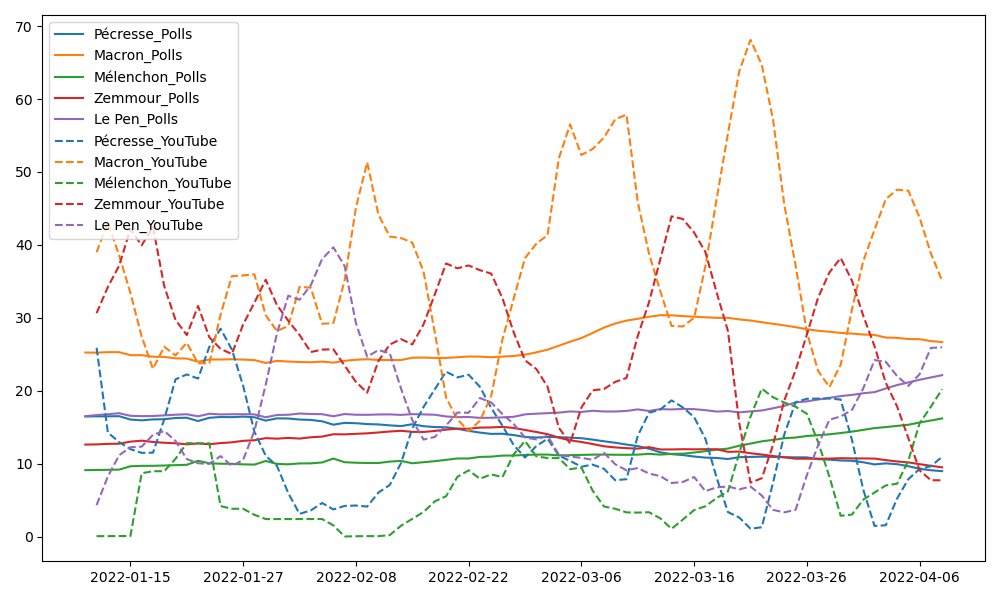 70
60
50
40
30
20
10
0
Pécresse_Polls
Macron_Polls
Mélenchon_Polls
Zemmour_Polls
Le Pen_Polls
Pécresse_YouTube
Macron_YouTube
Mélenchon_YouTube
Zemmour_YouTube
Le Pen_YouTube
2022-01-15 2022-01-27 2022-02-08 2022-02-22 2022-03-06 2022-03-16 2022-03-26 2022-04-06